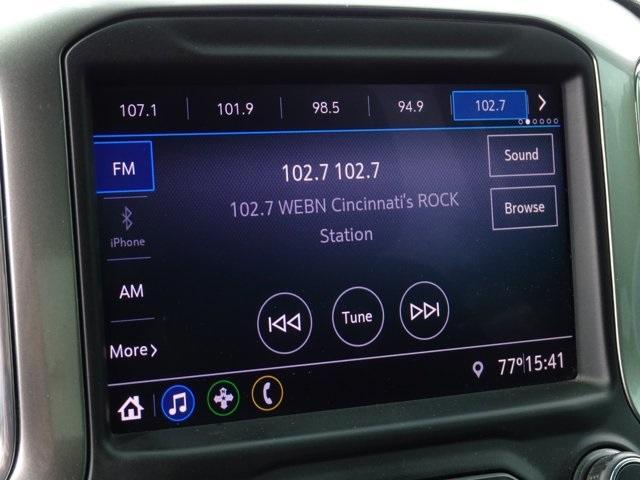 107.1 101.9 98.5 94.9 102.7
FM
Sound
102.7 102.7
102.7 WEBN Cincinnati's ROCK
Station
Browse
iPhone
AM
Tune
More
77° 15:41